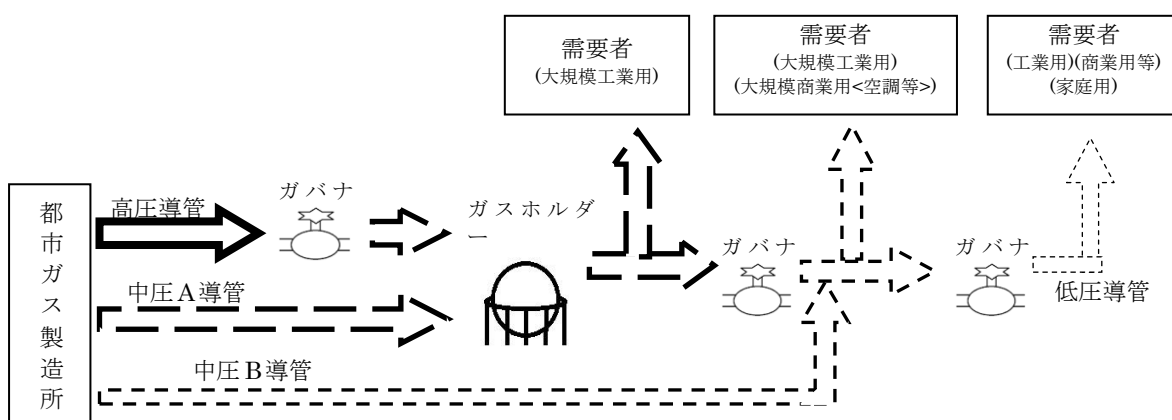 需要者
(大規模工業用)
需要者
(大規模工業用)
(大規模商業用<空調等>)
需要者
(工業用)(商業用等)
(家庭用)
都市ガス製造所
高圧導管
ガバナ
ガスホルダ
ー
ガバナ
ガバナ
中圧A導管
低圧導管
中圧B導管